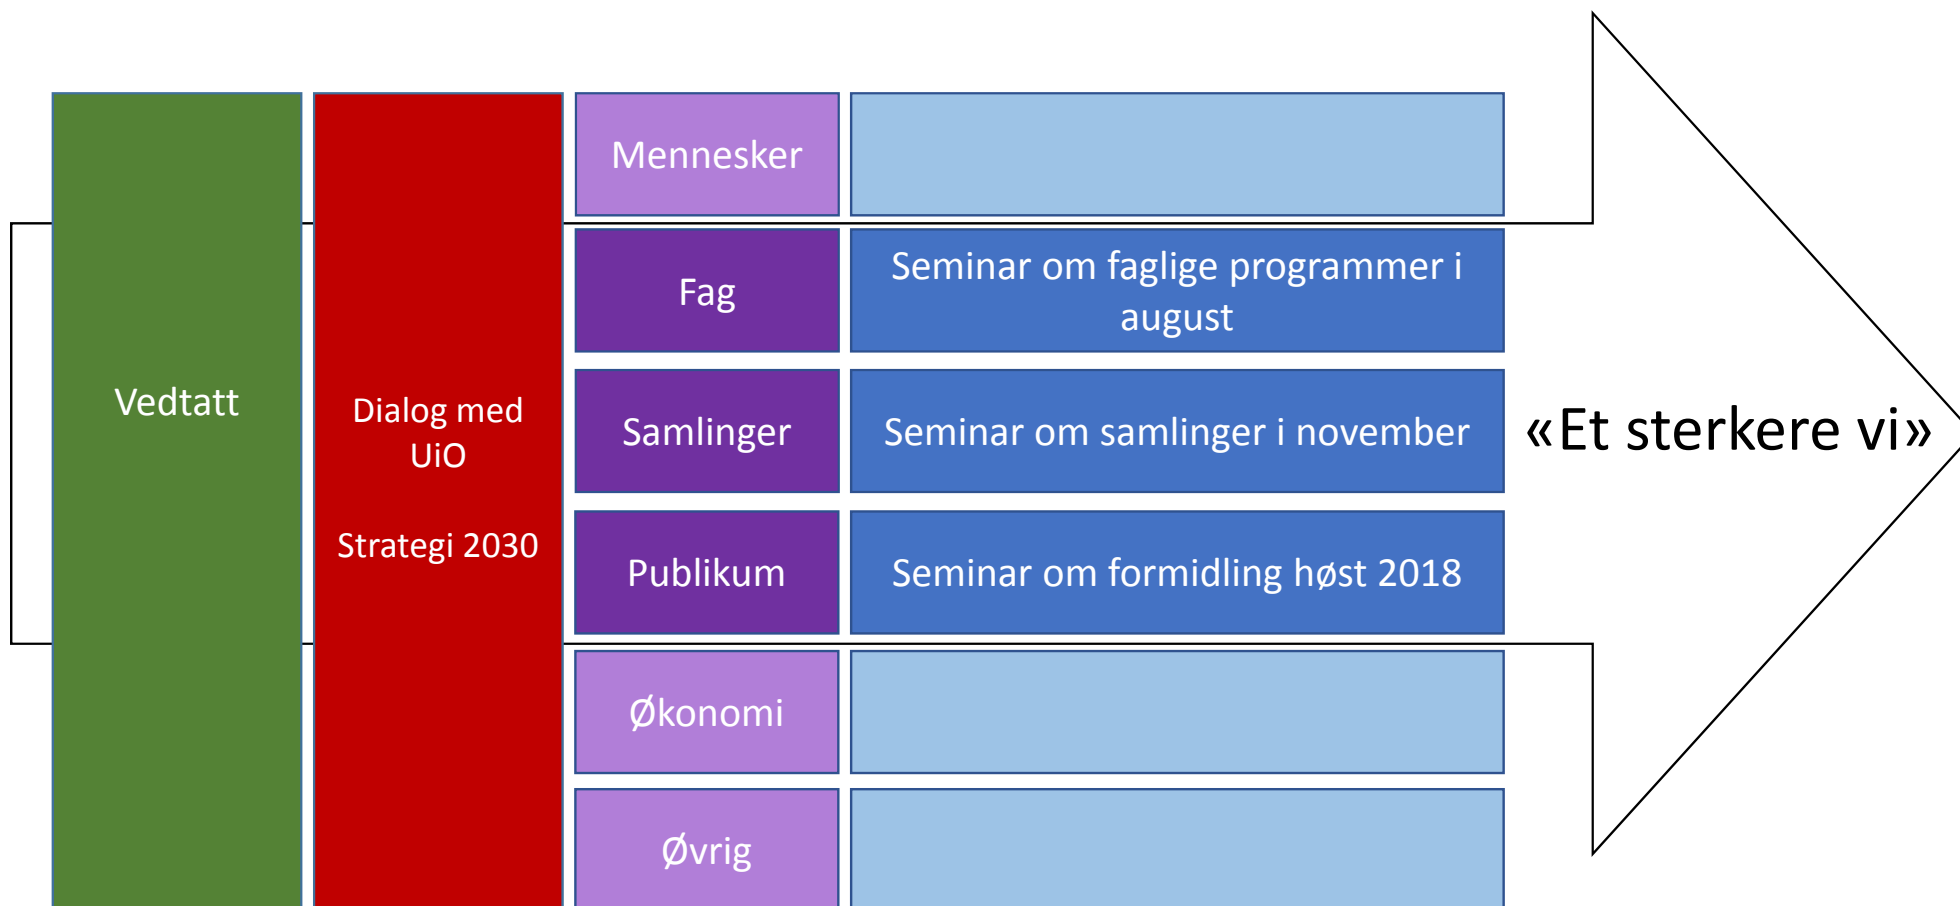 Vedtatt
Dialog med
UiO
Strategi 2030
Mennesker
Fag
Seminar om faglige programmer i
august
Samlinger
Seminar om samlinger i november
Publikum
Seminar om formidling høst 2018
Økonomi
Øvrig
«Et sterkere vi»